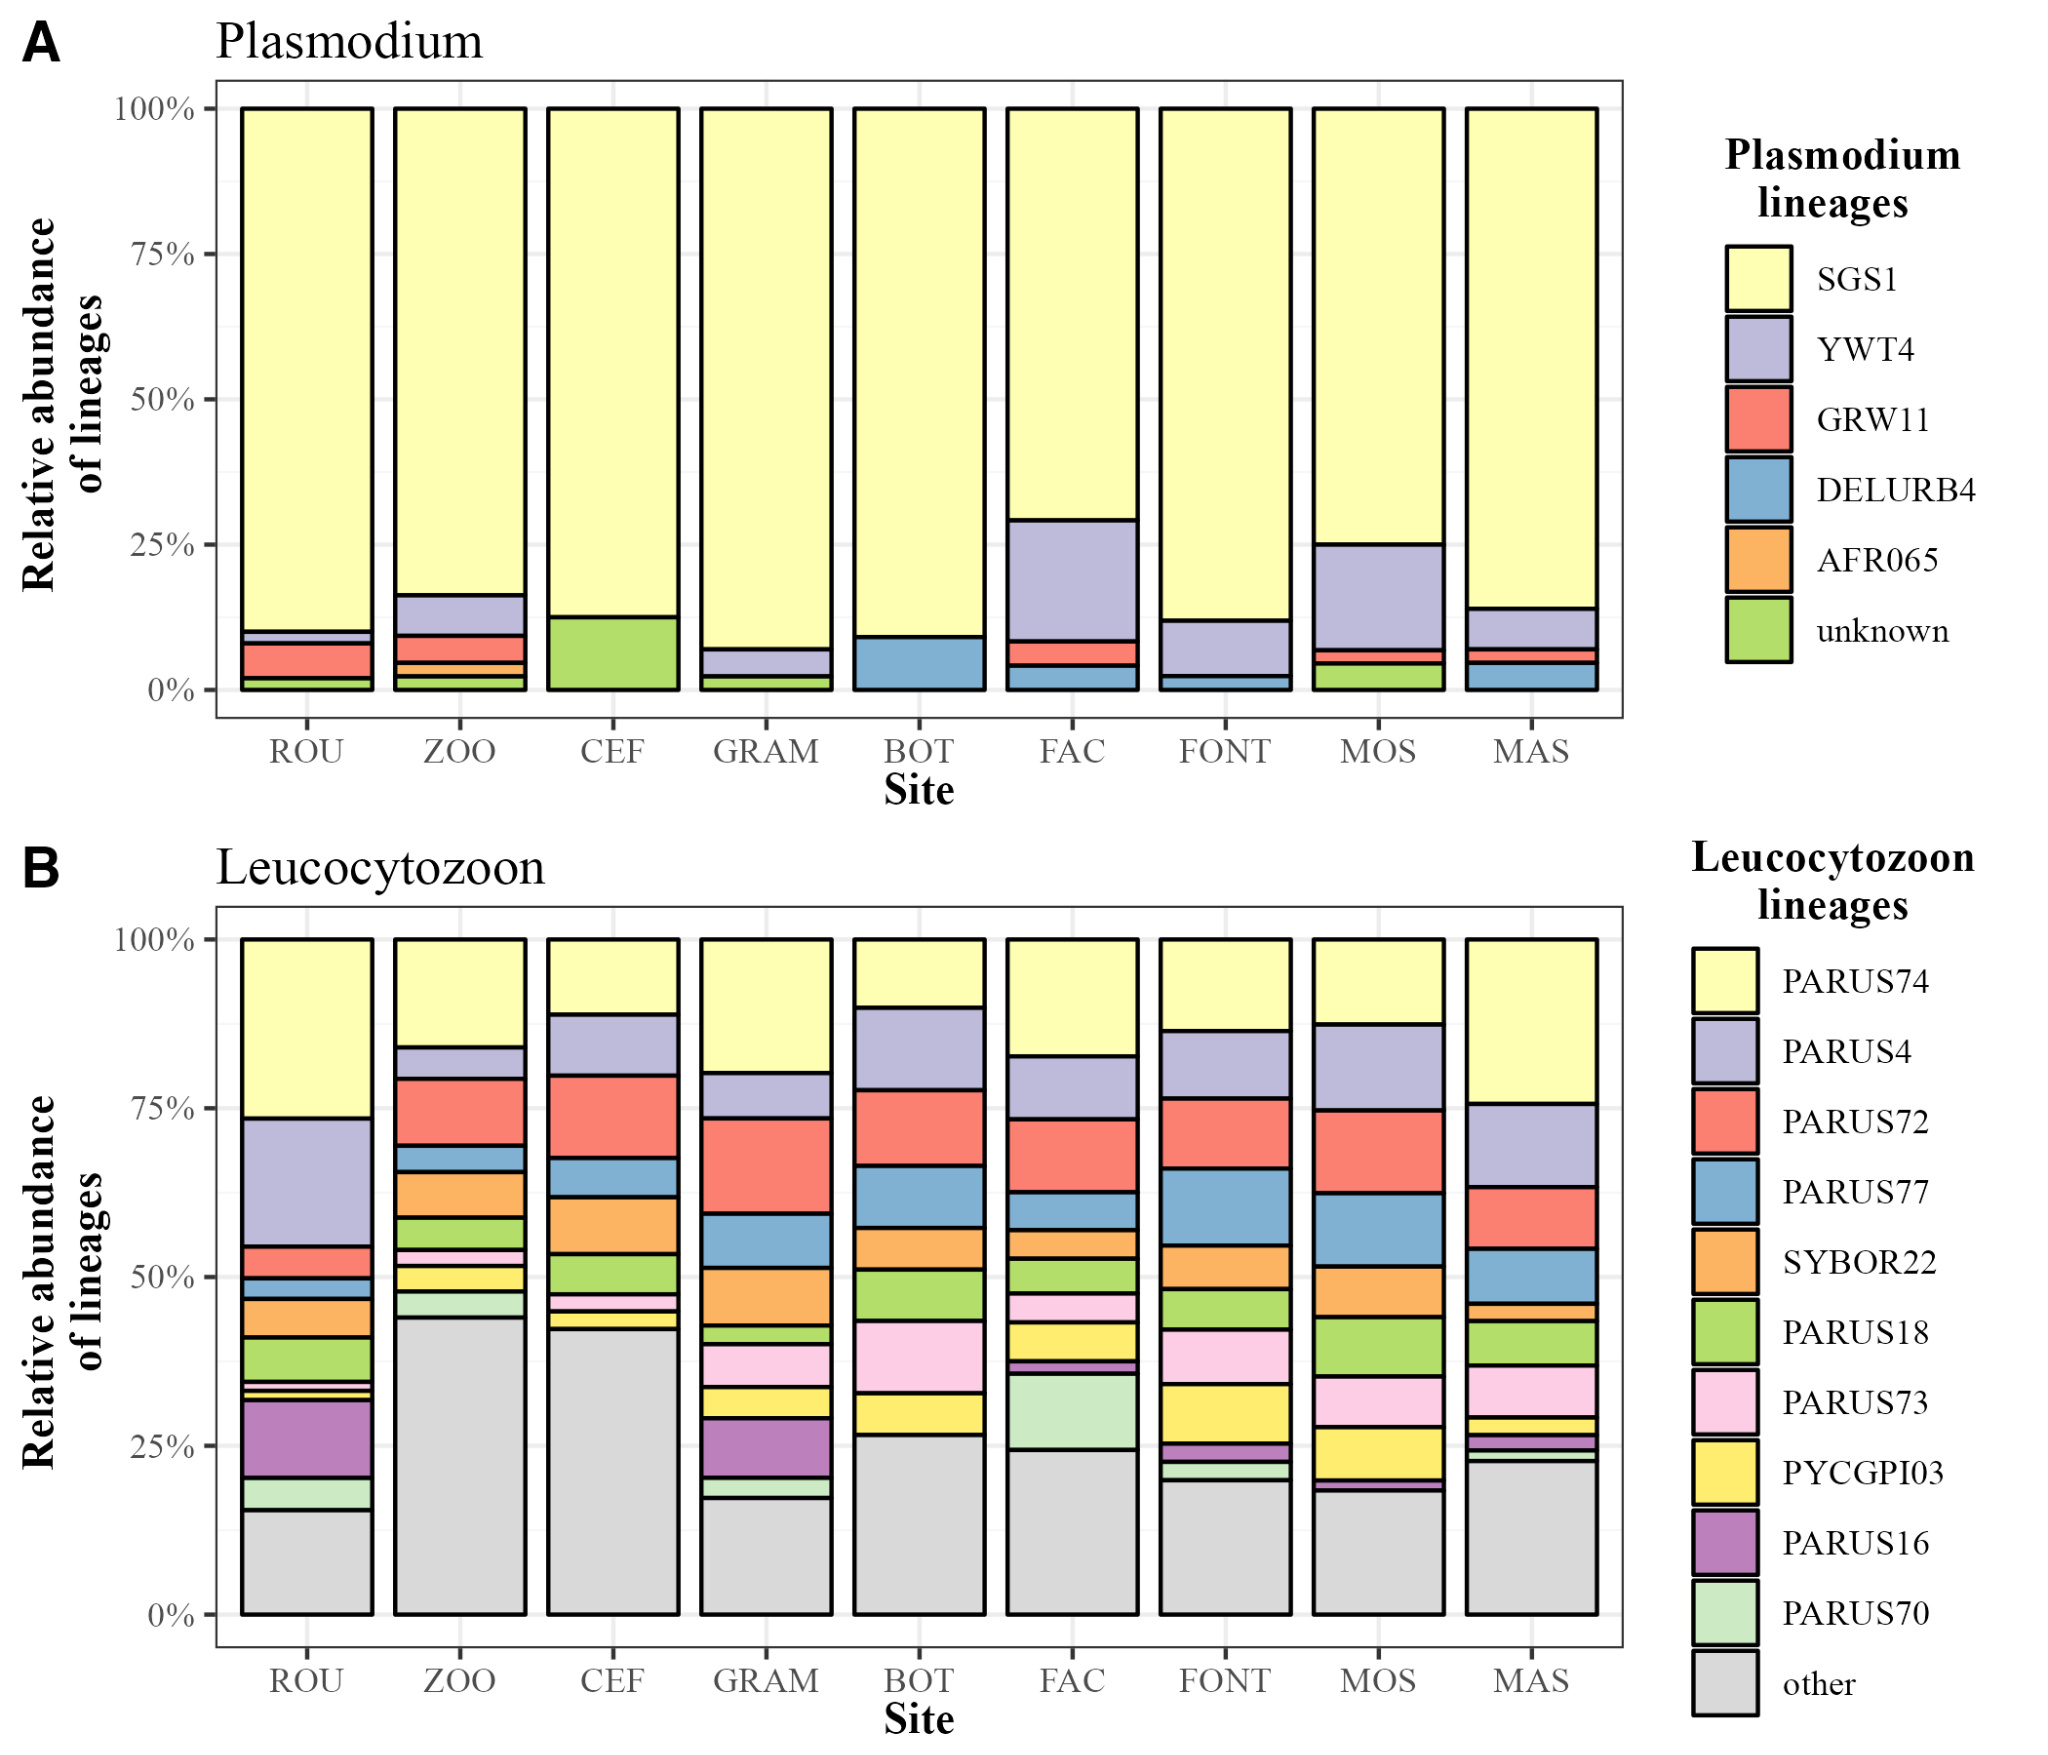 A
Plasmodium
Relative abundance
of lineages
100%
75%
50%
25%
0%
ROU ZOO CEF GRAM BOT FAC FONT MOS MAS
Site
Plasmodium
lineages
SGS1
YWT4
GRW11
DELURB4
AFR065
unknown
B
Leucocytozoon
Relative abundance
of lineages
100%
75%
50%
25%
0%
ROU ZOO CEF GRAM BOT FAC FONT MOS MAS
Site
Leucocytozoon
lineages
PARUS74
PARUS4
PARUS72
PARUS77
SYBOR22
PARUS18
PARUS73
PYCGPI03
PARUS16
PARUS70
other